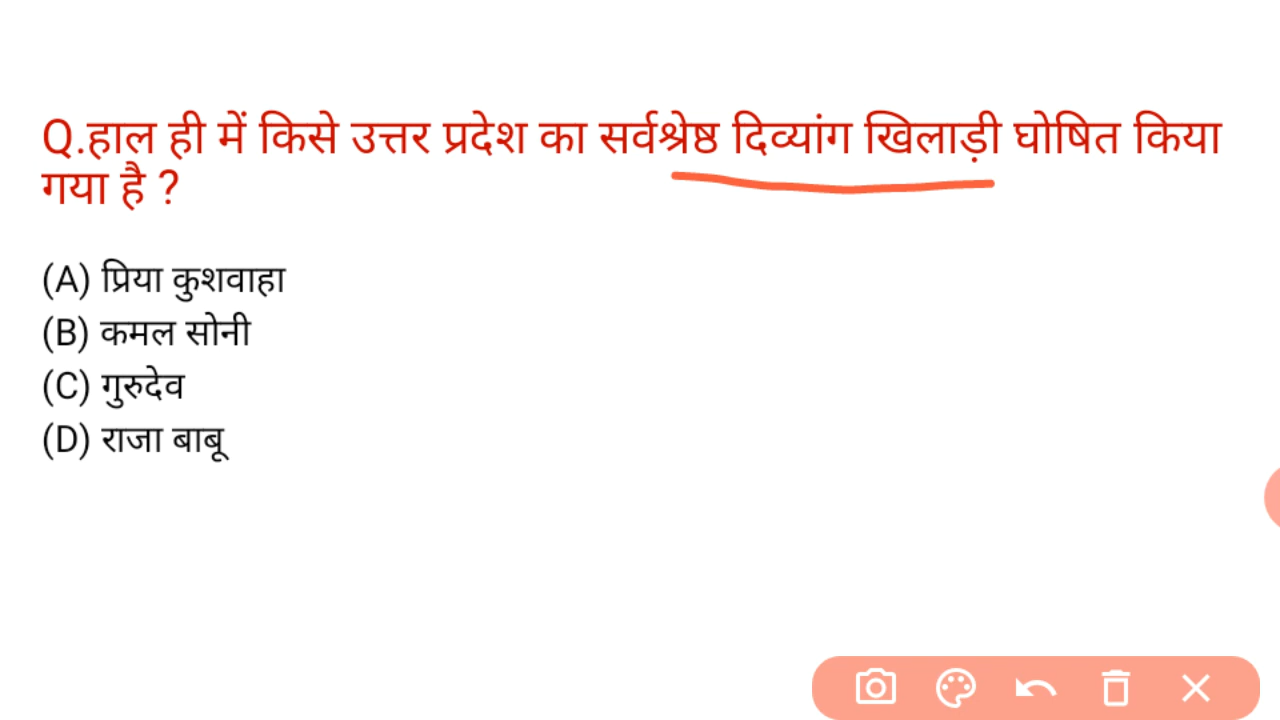 Q.हाल ही में किसे उत्तर प्रदेश का सर्वश्रेष्ठ दिव्यांग खिलाड़ी घोषित किया
गया है ?
(A) प्रिया कुशवाहा
(B) कमल सोनी
(C) गुरुदेव
(D) राजा बाबू